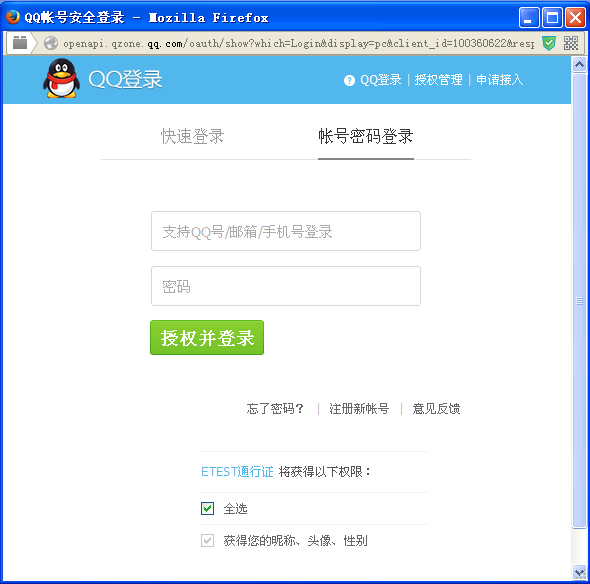 QQ帐号安全登录 - Mozilla Firefox
openapi.qzone.qq.com/oauth/show?which=Login&display=pc&client_id=100360622&resp
QQ登录
QQ登录 | 授权管理 | 申请接入
快速登录 帐号密码登录
支持QQ号/邮箱/手机号登录
密码
授权并登录
忘了密码? | 注册新帐号 | 意见反馈
ETEST通行证 将获得以下权限：
全选
获得您的昵称、头像、性别